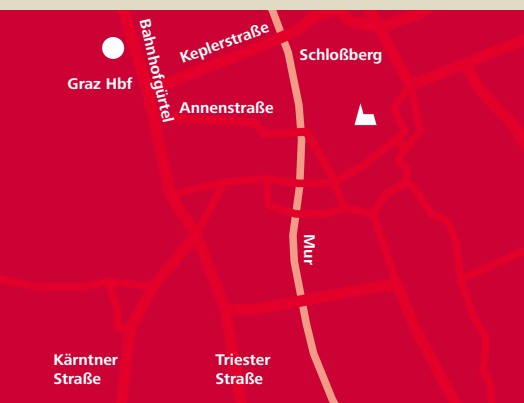 Bahnhofgürtel
Keplerstraße
Schloßberg
Graz Hbf
Annenstraße
Mur
Kärntner
Straße
Triester
Straße